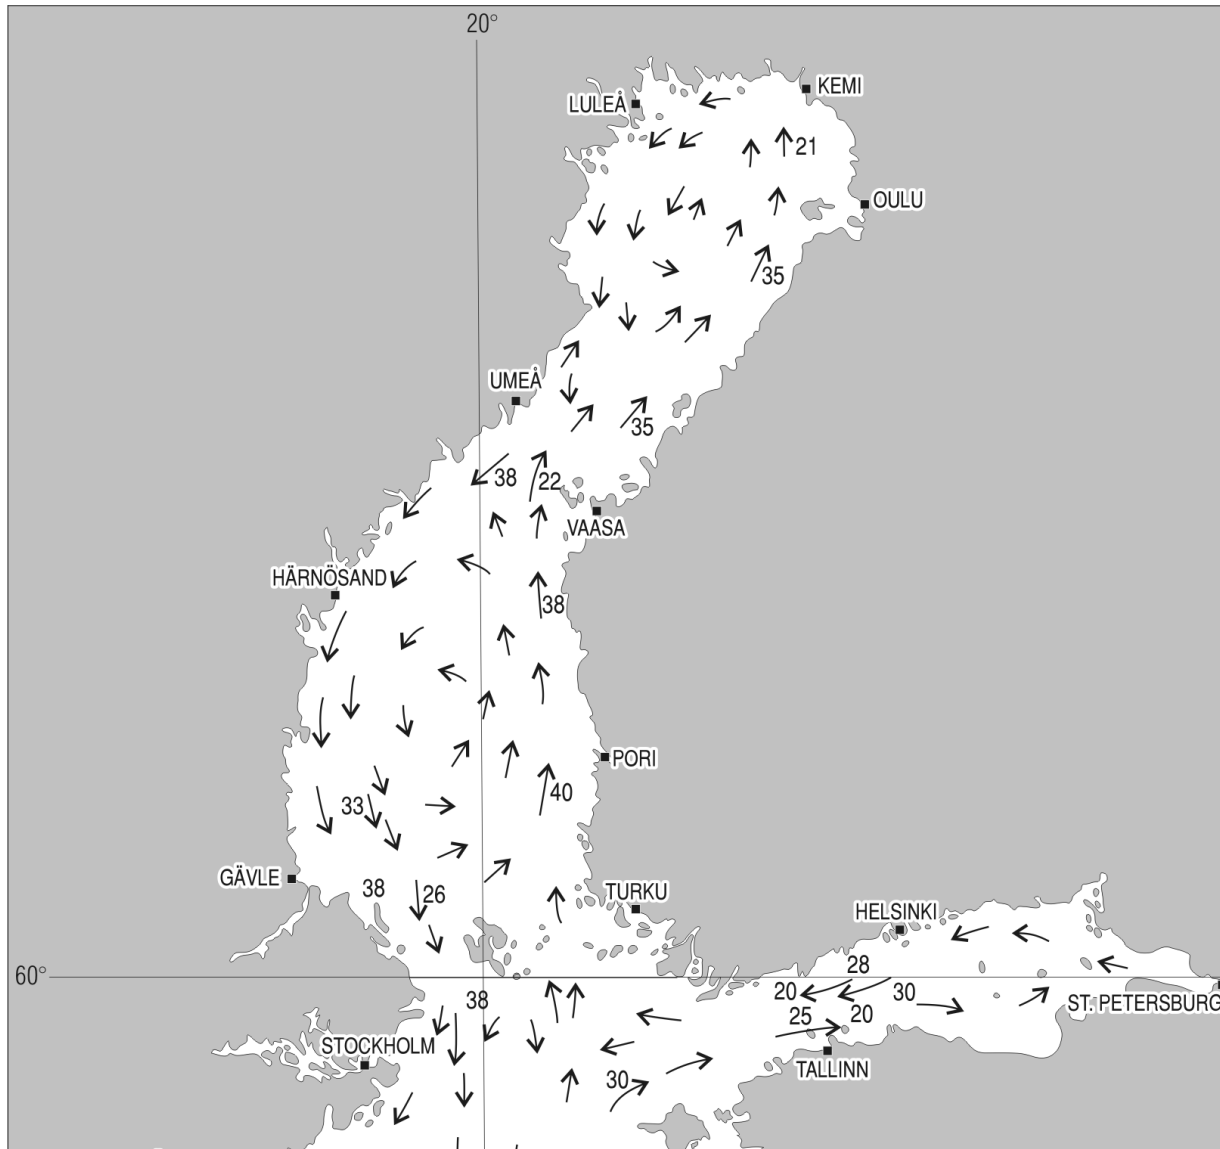 20°
KEMI
LULEÅ
21
OULU
35
UMEÅ
35
38
22
VAASA
HÄRNÖSAND
38
PORI
40
33
GÄVLE
38
26
TURKU
HELSINKI
60°
28
38
20
30
ST. PETERSBURG
25
20
STOCKHOLM
TALLINN
30